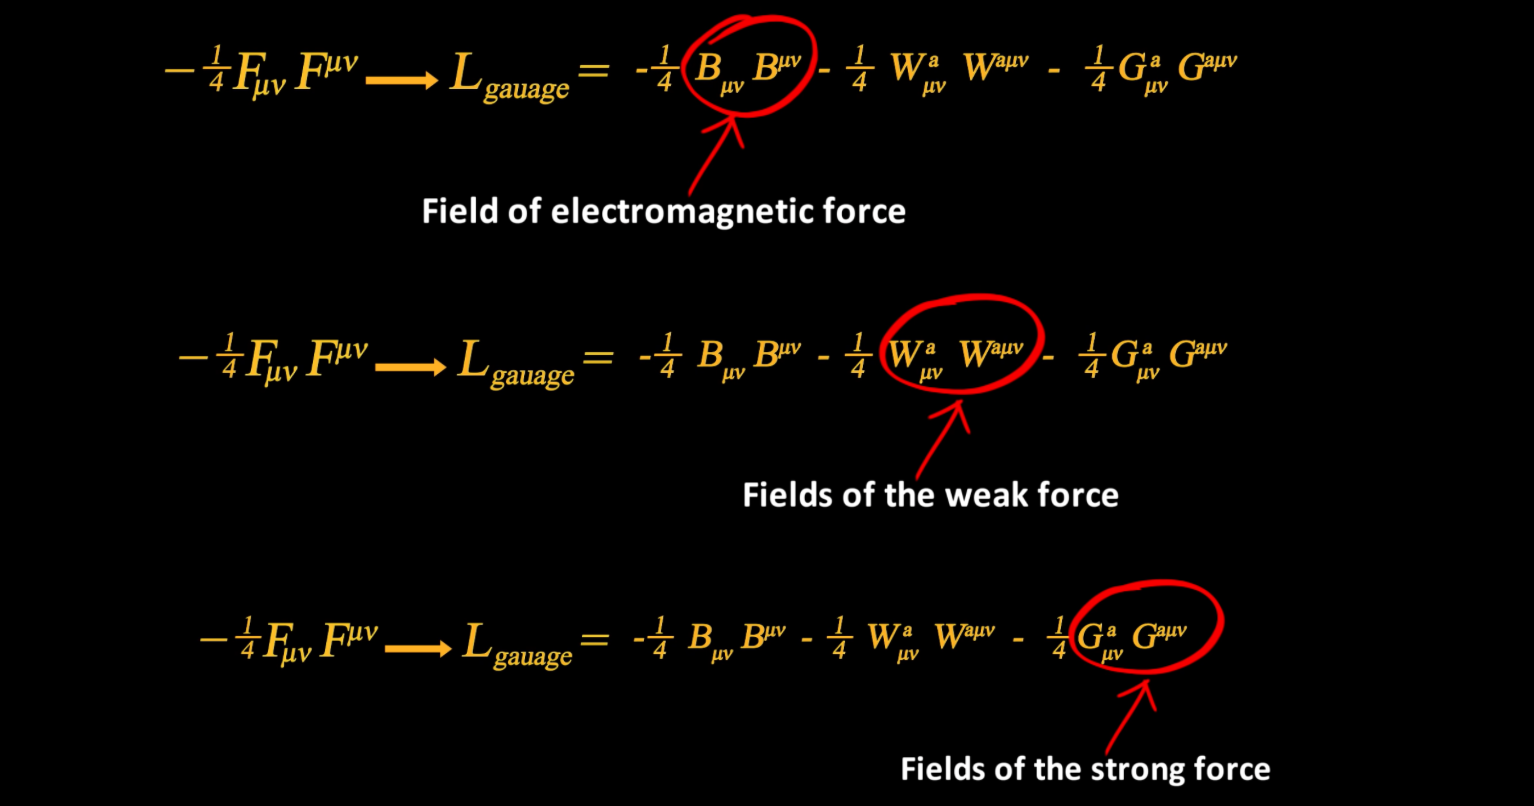 −¼F_μν F^μν → L_gauage = -¼ B_μν B^μν - ¼ W^a_μν W^aμν - ¼ G^a_μν G^aμν
Field of electromagnetic force
−¼F_μν F^μν → L_gauage = -¼ B_μν B^μν - ¼ W^a_μν W^aμν - ¼ G^a_μν G^aμν
Fields of the weak force
−¼F_μν F^μν → L_gauage = -¼ B_μν B^μν - ¼ W^a_μν W^aμν - ¼ G^a_μν G^aμν
Fields of the strong force